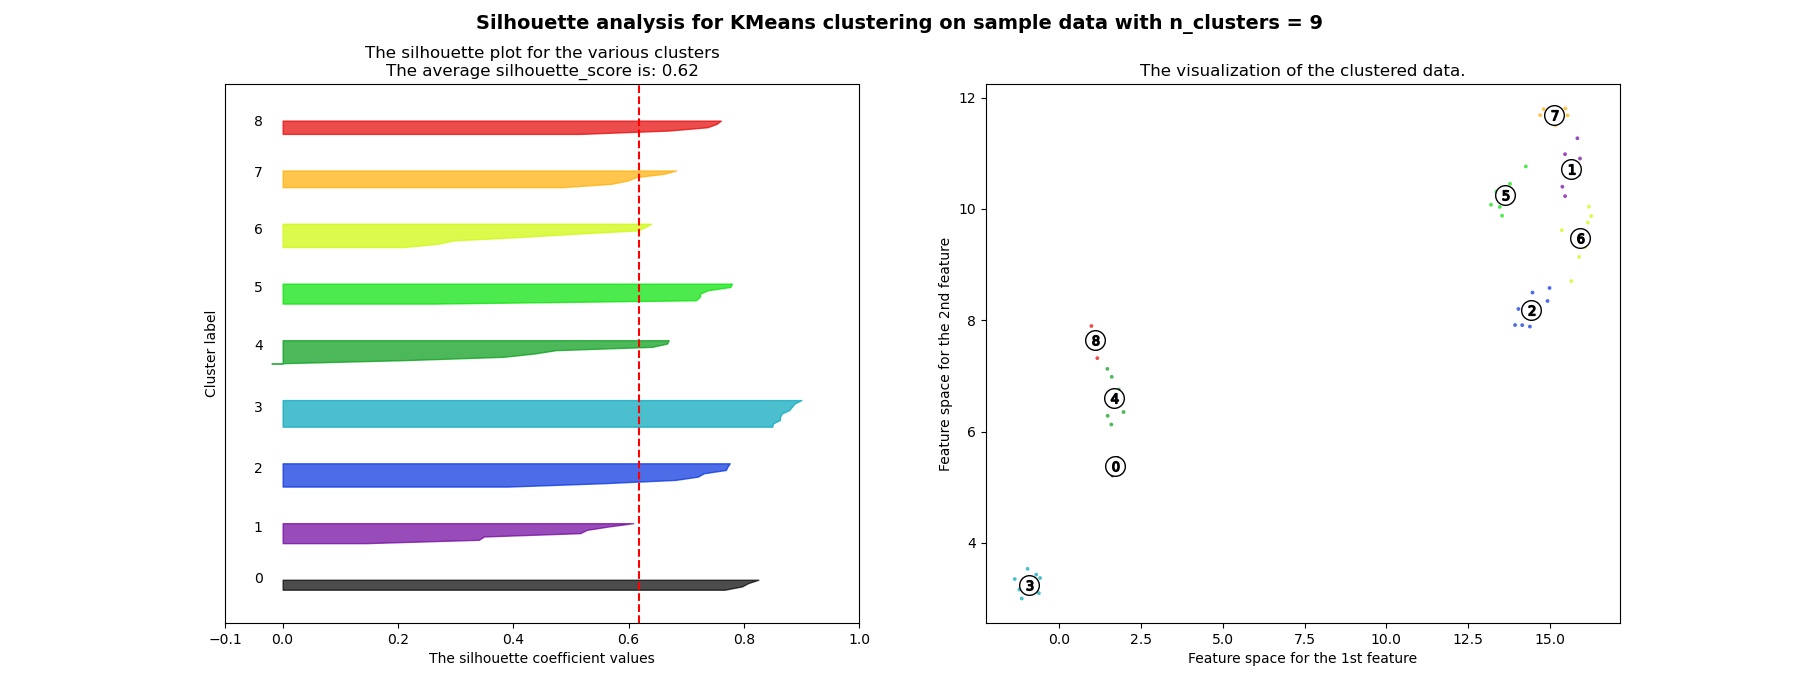 Silhouette analysis for KMeans clustering on sample data with n_clusters = 9
The silhouette plot for the various clusters
The average silhouette_score is: 0.62
8
7
6
5
4
3
2
1
0
Cluster label
−0.1 0.0 0.2 0.4 0.6 0.8 1.0
The silhouette coefficient values
The visualization of the clustered data.
12
10
8
6
4
Feature space for the 2nd feature
7
1
5
6
2
8
4
0
3
0.0 2.5 5.0 7.5 10.0 12.5 15.0
Feature space for the 1st feature